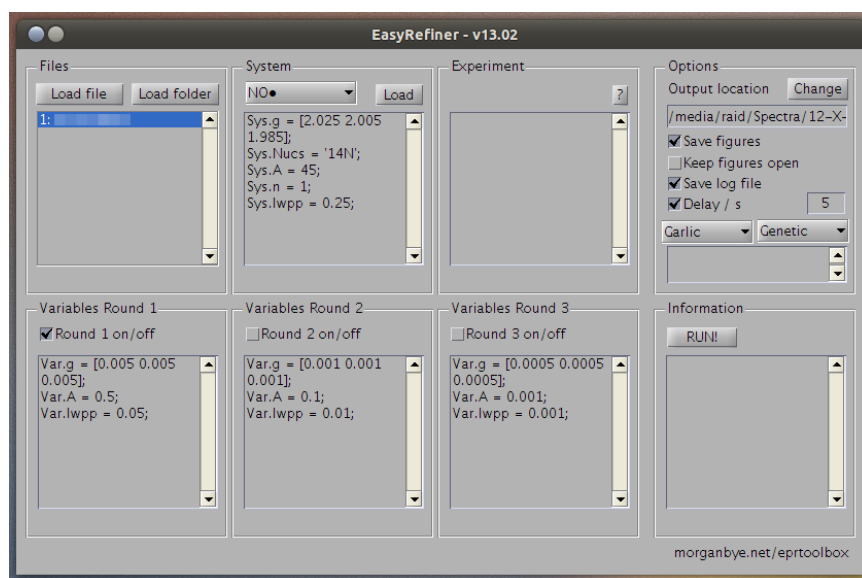 EasyRefiner - v13.02
Files
Load file
Load folder
1:
System
NO●
Load
Sys.g = [2.025 2.005
1.985];
Sys.Nucs = '14N';
Sys.A = 45;
Sys.n = 1;
Sys.lwpp = 0.25;
Experiment
?
Options
Output location
Change
/media/raid/Spectra/12-X-
Save figures
Keep figures open
Save log file
Delay / s
5
Garlic
Genetic
Variables Round 1
Round 1 on/off
Var.g = [0.005 0.005
0.005];
Var.A = 0.5;
Var.lwpp = 0.05;
Variables Round 2
Round 2 on/off
Var.g = [0.001 0.001
0.001];
Var.A = 0.1;
Var.lwpp = 0.01;
Variables Round 3
Round 3 on/off
Var.g = [0.0005 0.0005
0.0005];
Var.A = 0.001;
Var.lwpp = 0.001;
Information
RUN!
morganbye.net/eprtoolbox